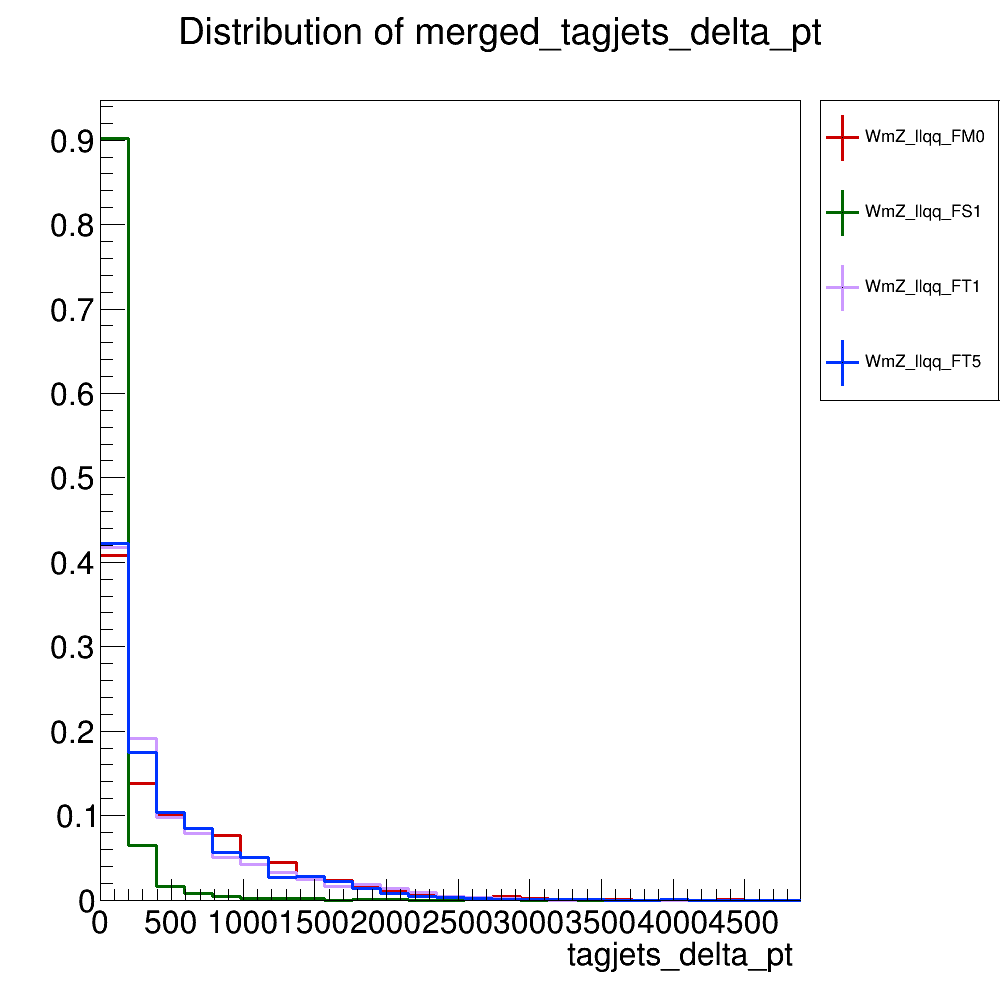 Distribution of merged_tagjets_delta_pt
WmZ_llqq_FM0
WmZ_llqq_FS1
WmZ_llqq_FT1
WmZ_llqq_FT5
0.9
0.8
0.7
0.6
0.5
0.4
0.3
0.2
0.1
0
0 500 1000 1500 2000 2500 3000 3500 4000 4500
tagjets_delta_pt